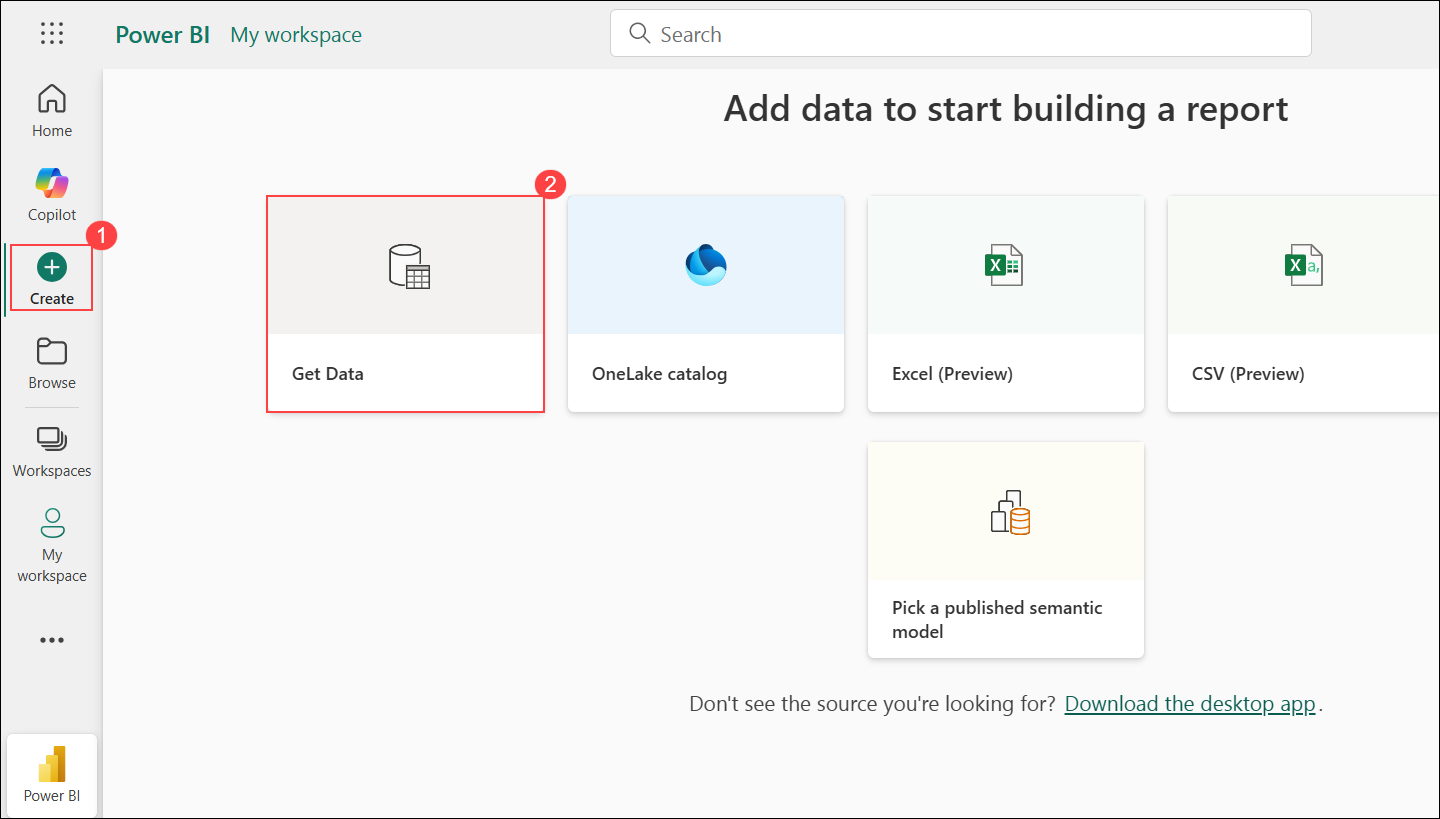 Power BI My workspace
Search
Home
Copilot
1
Create
Browse
Workspaces
My
workspace
Power BI
Add data to start building a report
2
Get Data
OneLake catalog
Excel (Preview)
CSV (Preview)
Pick a published semantic
model
Don't see the source you're looking for? Download the desktop app.